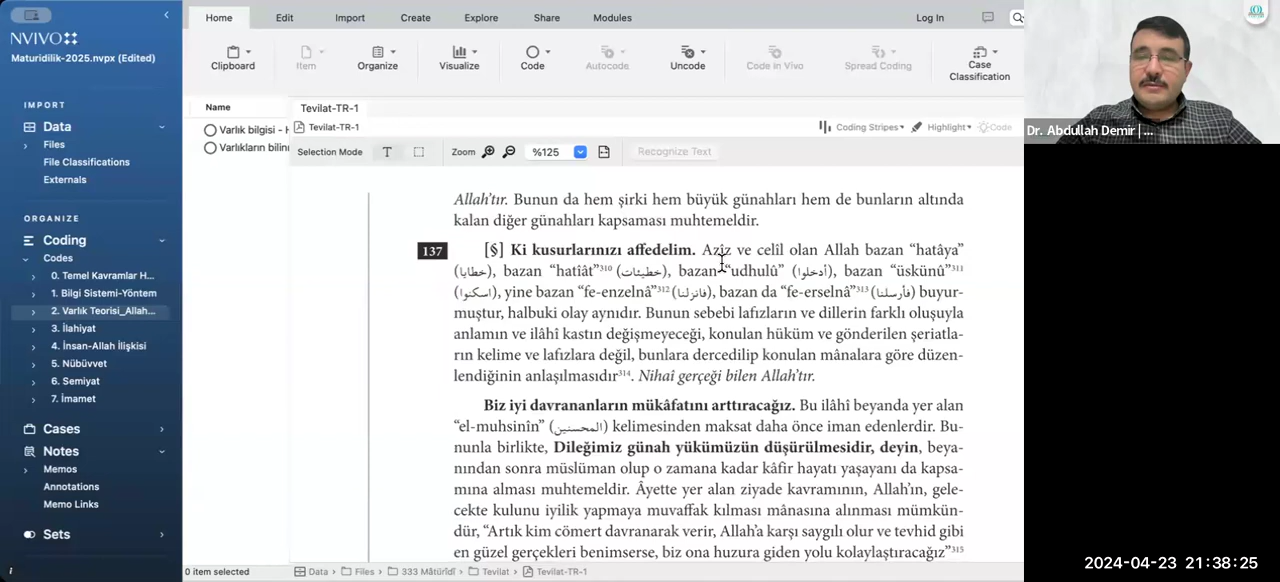 NVIVO
Maturidilik-2025.nvpx (Edited)
IMPORT
Data
Files
File Classifications
Externals
ORGANIZE
Coding
Codes
0. Temel Kavramlar H...
1. Bilgi Sistemi-Yöntem
2. Varlık Teorisi_Allah...
3. İlahiyat
4. İnsan-Allah İlişkisi
5. Nübüvvet
6. Semiyat
7. İmamet
Cases
Notes
Memos
Annotations
Memo Links
Sets
Home Edit Import Create Explore Share Modules Log In
Clipboard Item Organize Visualize Code Autocode Uncode Code in Vivo Spread Coding Case Classification
Name
Varlık bilgisi - H
Varlıkların bilin
Tevilat-TR-1
Tevilat-TR-1 Coding Stripes Highlight Code
Selection Mode T Zoom %125 Recognize Text
Allah'tır. Bunun da hem şirki hem büyük günahları hem de bunların altında
kalan diğer günahları kapsaması muhtemeldir.
137 [§] Ki kusurlarınızı affedelim. Azîz ve celîl olan Allah bazan “hatâya”
(خطايا), bazan “hatîât”310 (خطيئات), bazan “udhulû” (أدخلوا), bazan “üskünû”311
(اسكنوا), yine bazan “fe-enzelnâ”312 (فانزلنا), bazan da “fe-erselnâ”313 (فأرسلنا) buyur-
muştur, halbuki olay aynıdır. Bunun sebebi lafızların ve dillerin farklı oluşuyla
anlamın ve ilâhî kastın değişmeyeceği, konulan hüküm ve gönderilen şeriatla-
rın kelime ve lafızlara değil, bunlara dercedilip konulan mânalara göre düzen-
lendiğinin anlaşılmasıdır314. Nihaî gerçeği bilen Allah'tır.
Biz iyi davrananların mükâfatını arttıracağız. Bu ilâhî beyanda yer alan
“el-muhsinîn” (المحسنين) kelimesinden maksat daha önce iman edenlerdir. Bu-
nunla birlikte, Dileğimiz günah yükümüzün düşürülmesidir, deyin, beya-
nından sonra müslüman olup o zamana kadar kâfir hayatı yaşayanı da kapsa-
mına alması muhtemeldir. Âyette yer alan ziyade kavramının, Allah'ın, gele-
cekte kulunu iyilik yapmaya muvaffak kılması mânasına alınması mümkün-
dür, “Artık kim cömert davranarak verir, Allah'a karşı saygılı olur ve tevhid gibi
en güzel gerçekleri benimserse, biz ona huzura giden yolu kolaylaştıracağız”315
0 item selected Data › Files › 333 Mâtürîdî › Tevilat › Tevilat-TR-1
Dr. Abdullah Demir | ...
2024-04-23 21:38:25